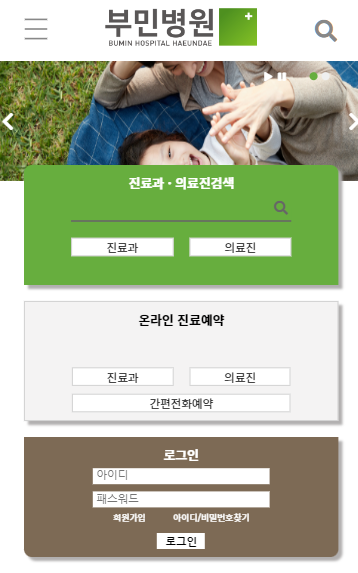 부민병원
BUMIN HOSPITAL HAEUNDAE
진료과 · 의료진검색
진료과 의료진
온라인 진료예약
진료과 의료진
간편전화예약
로그인
아이디
패스워드
회원가입 아이디/비밀번호찾기
로그인